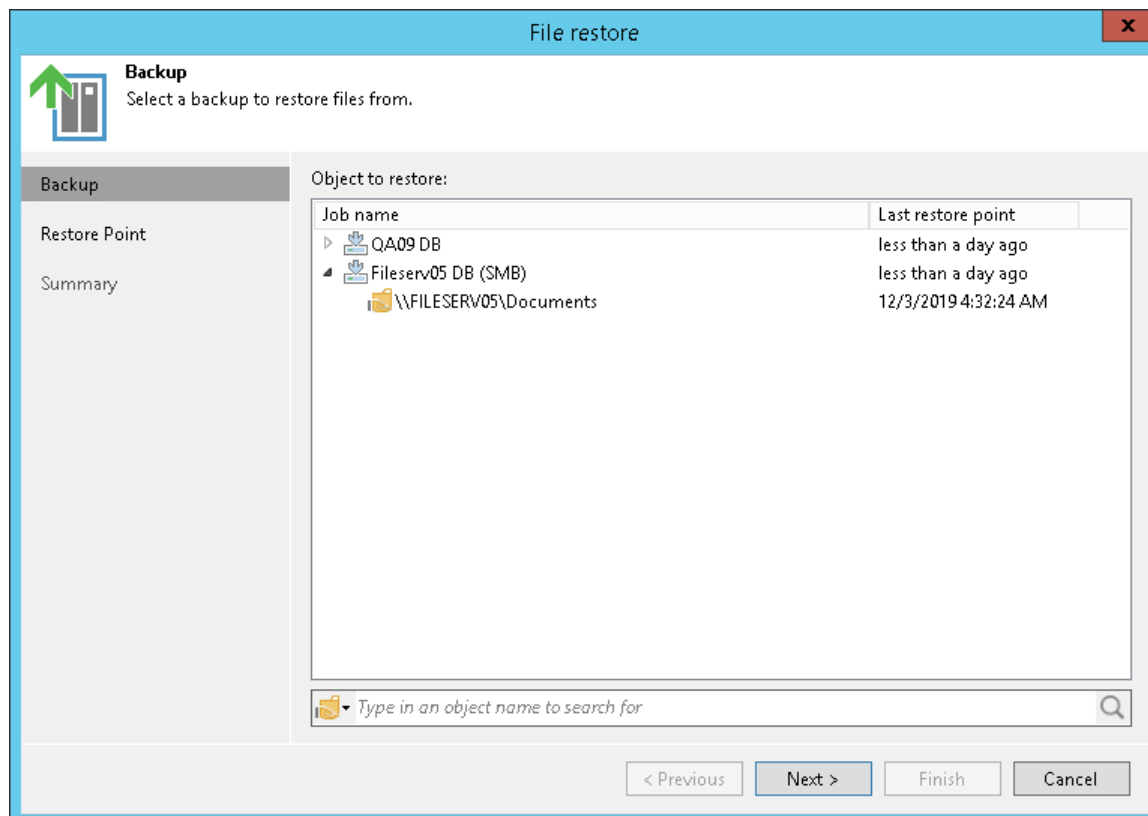 File restore
x
Backup
Select a backup to restore files from.
Backup
Restore Point
Summary
Object to restore:
Job name Last restore point
QA09 DB less than a day ago
Fileserv05 DB (SMB) less than a day ago
\\FILESERV05\Documents 12/3/2019 4:32:24 AM
Type in an object name to search for
< Previous Next > Finish Cancel